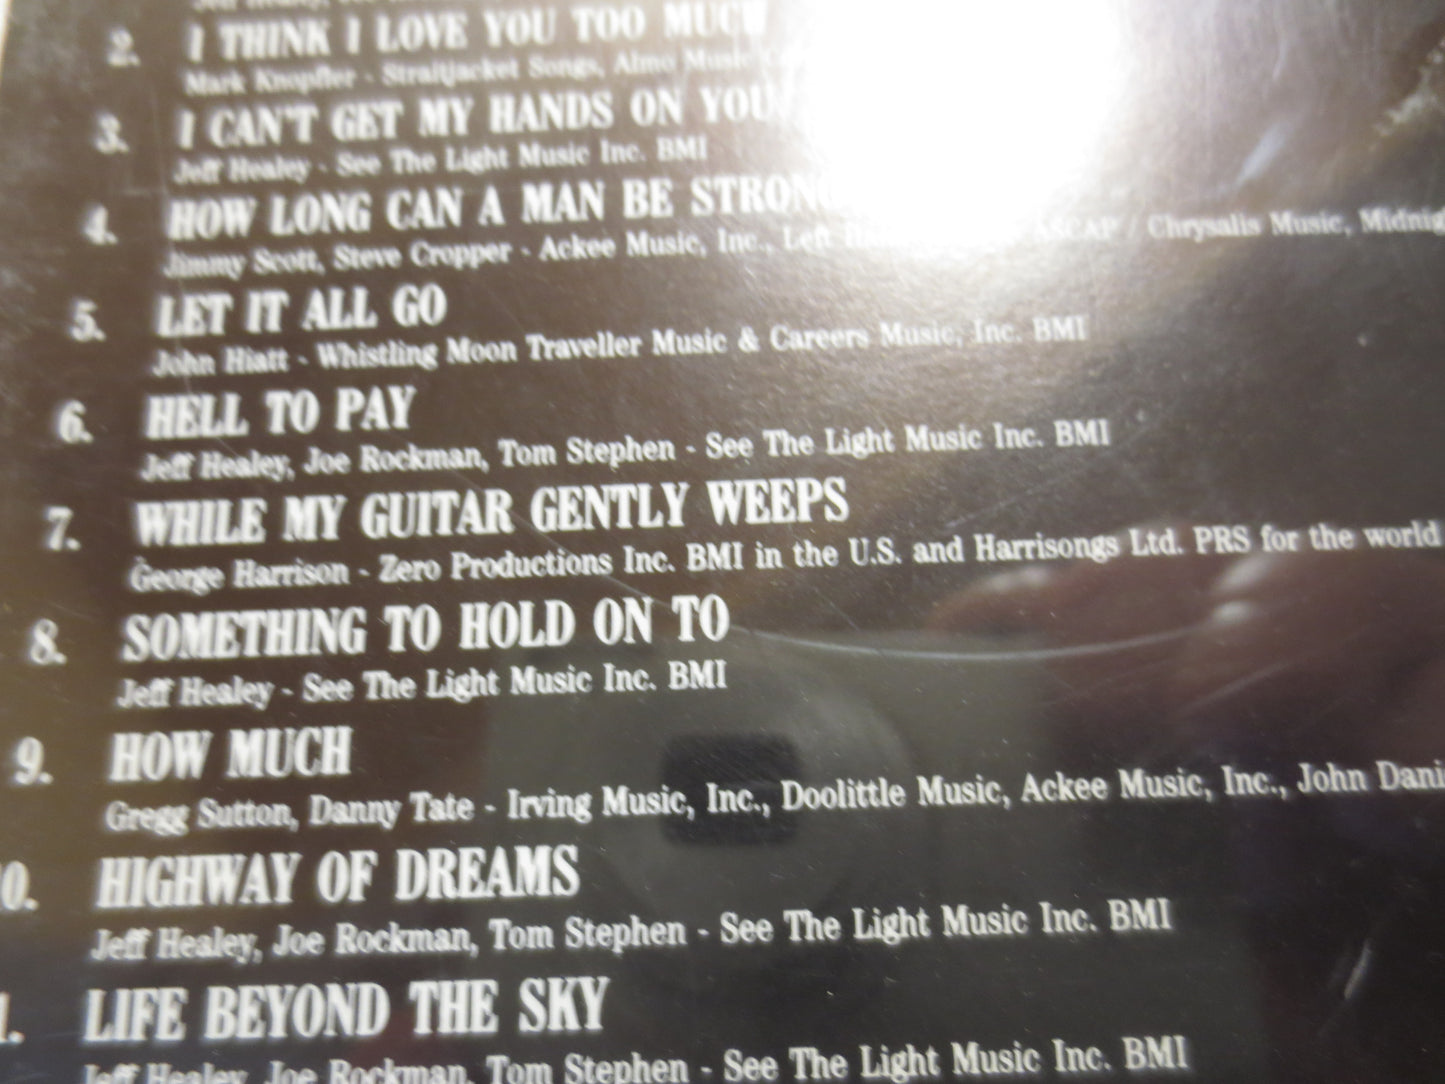 Jeff Healey,
2. I THINK I LOVE YOU TOO MUCH
Mark Knopfler - Straitjacket Songs, Almo Music
3. I CAN'T GET MY HANDS ON YOU
Jeff Healey - See The Light Music Inc. BMI
4. HOW LONG CAN A MAN BE STRONG
Jimmy Scott, Steve Cropper - Ackee Music, Inc., Left ASCAP / Chrysalis Music, Midnig
5. LET IT ALL GO
John Hiatt - Whistling Moon Traveller Music & Careers Music, Inc. BMI
6. HELL TO PAY
Jeff Healey, Joe Rockman, Tom Stephen - See The Light Music Inc. BMI
7. WHILE MY GUITAR GENTLY WEEPS
George Harrison - Zero Productions Inc. BMI in the U.S. and Harrisongs Ltd. PRS for the world
8. SOMETHING TO HOLD ON TO
Jeff Healey - See The Light Music Inc. BMI
9. HOW MUCH
Gregg Sutton, Danny Tate - Irving Music, Inc., Doolittle Music, Ackee Music, Inc., John Dani
0. HIGHWAY OF DREAMS
Jeff Healey, Joe Rockman, Tom Stephen - See The Light Music Inc. BMI
1. LIFE BEYOND THE SKY
Jeff Healey, Joe Rockman, Tom Stephen - See The Light Music Inc. BMI